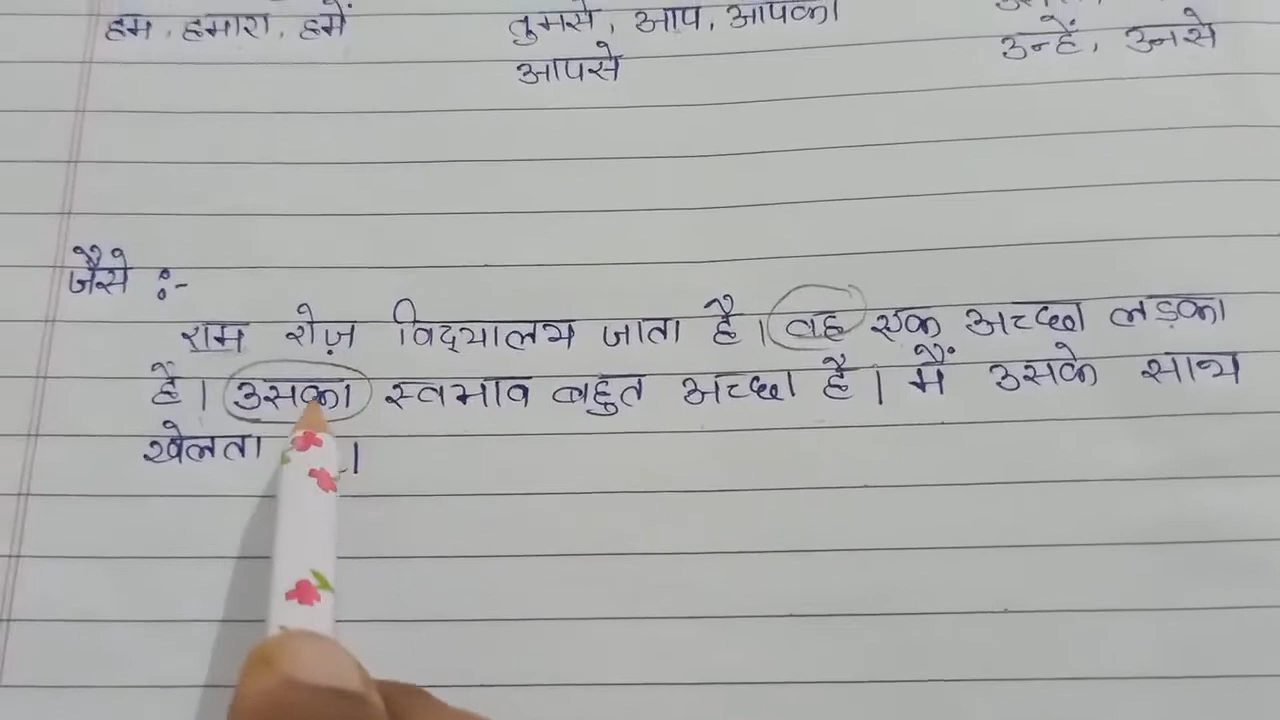 हम, हमारा, हमें
तुमसे, आप, आपका
आपसे
उन्हें, उनसे
जैसे :-
राम रोज़ विद्यालय जाता है। वह एक अच्छा लड़का
है। उसका स्वभाव बहुत अच्छा है। मैं उसके साथ
खेलता ।